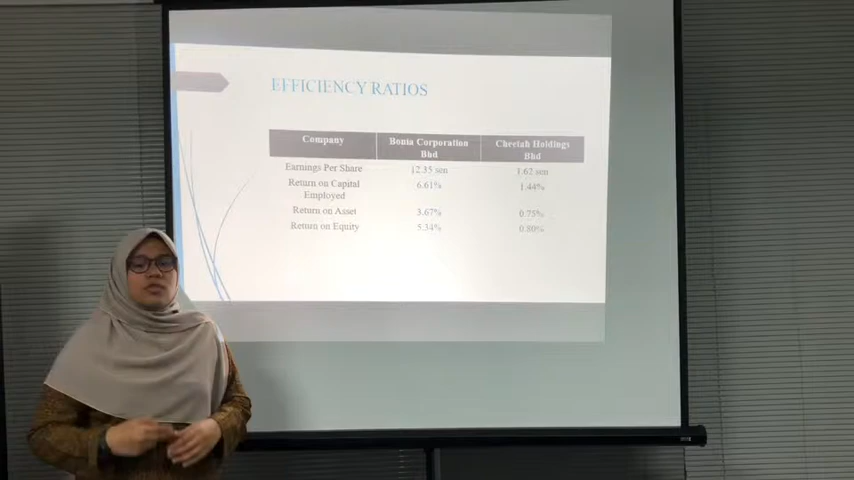 EFFICIENCY RATIOS
Company Bonia Corporation Bhd Cheetah Holdings Bhd
Earnings Per Share 12.35 sen 1.62 sen
Return on Capital Employed 6.61% 1.44%
Return on Asset 3.67% 0.75%
Return on Equity 5.34% 0.80%